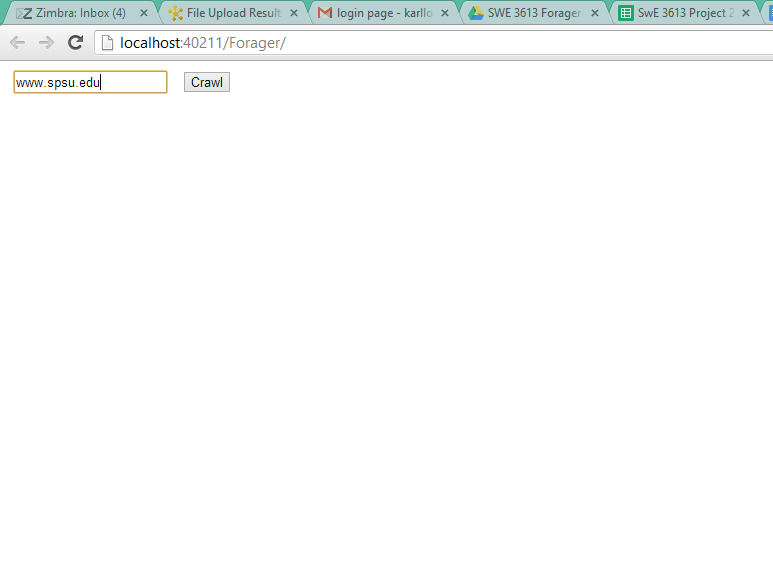 Zimbra: Inbox (4) File Upload Result login page - karllo SWE 3613 Forager SwE 3613 Project 2
localhost:40211/Forager/
www.spsu.edu Crawl